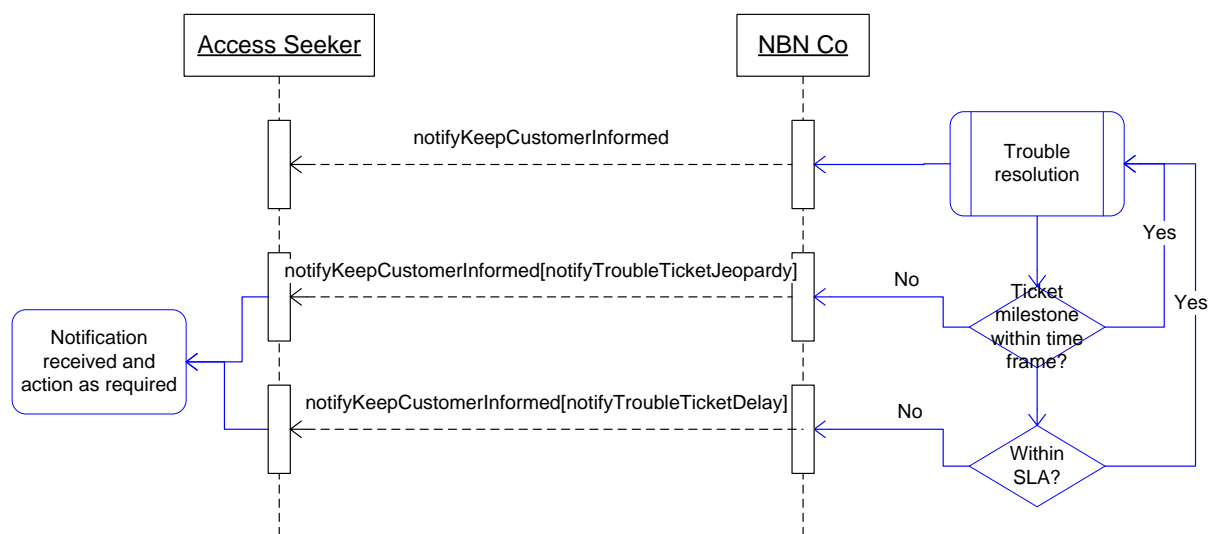 Access Seeker
NBN Co
notifyKeepCustomerInformed
Trouble
resolution
Yes
notifyKeepCustomerInformed[notifyTroubleTicketJeopardy]
No
Ticket
milestone
within time
frame?
Yes
Notification
received and
action as required
notifyKeepCustomerInformed[notifyTroubleTicketDelay]
No
Within
SLA?